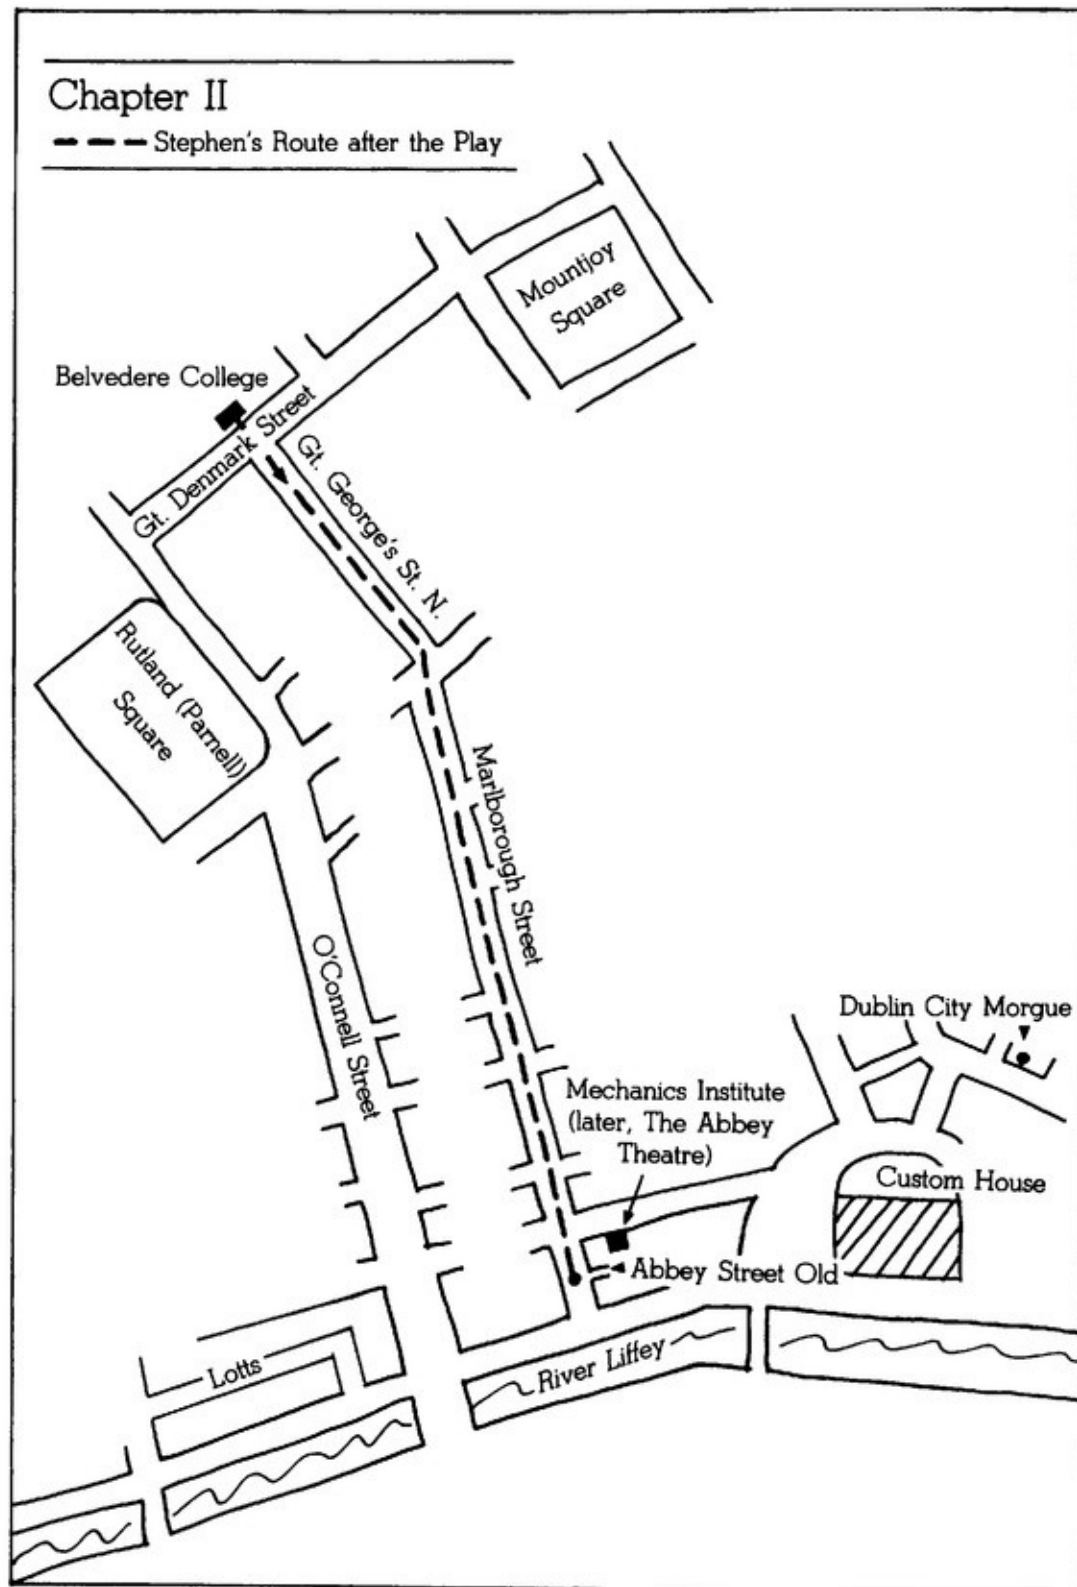 Chapter II
Stephen's Route after the Play
Mountjoy
Square
Belvedere College
Gt. Denmark Street
Gt. George's St. N.
Rutland (Parnell)
Square
Marlborough Street
O'Connell Street
Dublin City Morgue
Mechanics Institute
(later, The Abbey
Theatre)
Custom House
Abbey Street Old
River Liffey
Lotts